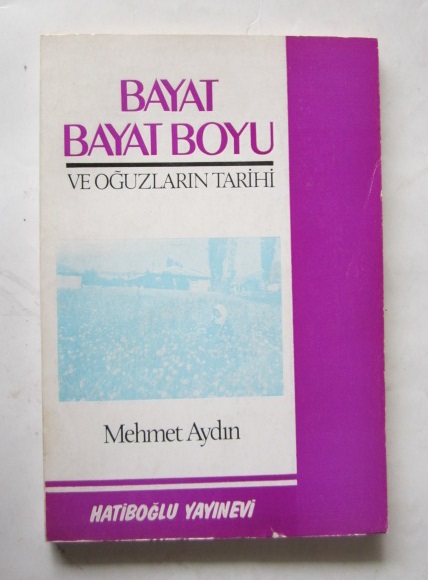 BAYAT
BAYAT BOYU
VE OĞUZLARIN TARİHİ
Mehmet Aydın
HATİBOĞLU YAYINEVİ